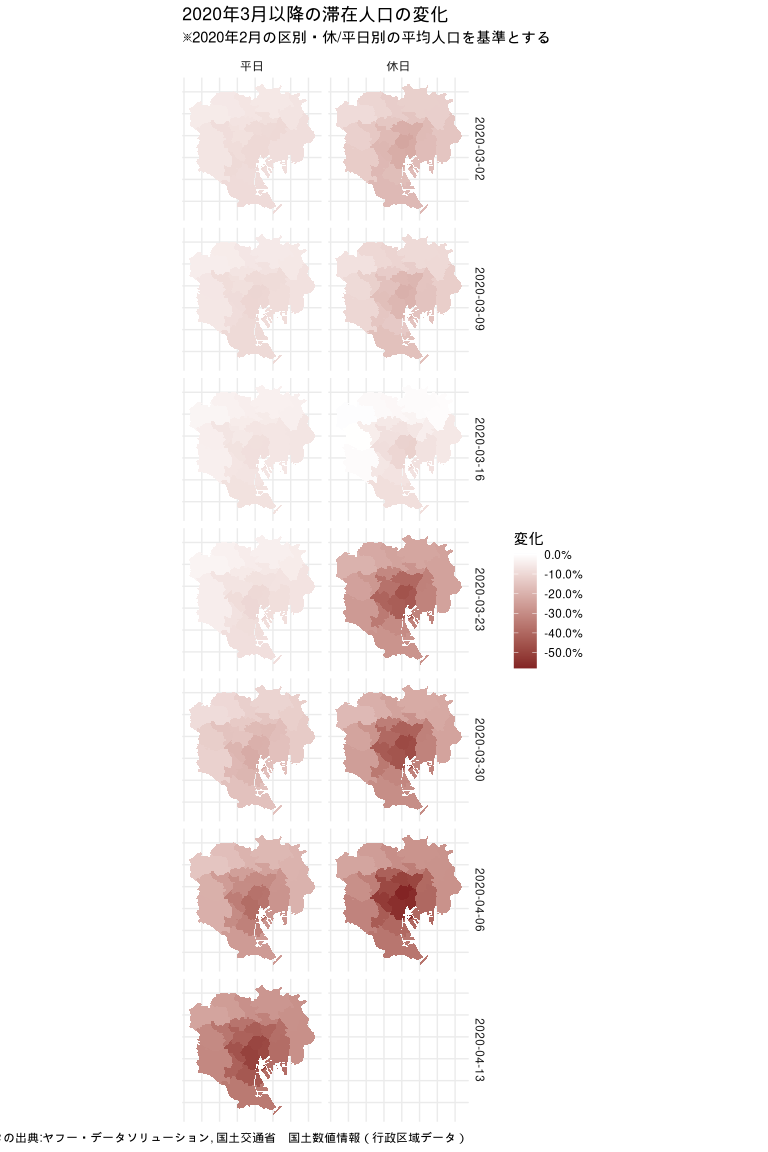 2020年3月以降の滞在人口の変化
※2020年2月の区別・休/平日別の平均人口を基準とする
平日
休日
2020-03-02
2020-03-09
2020-03-16
2020-03-23
2020-03-30
2020-04-06
2020-04-13
変化
0.0%
-10.0%
-20.0%
-30.0%
-40.0%
-50.0%
の出典:ヤフー・データソリューション, 国土交通省　国土数値情報 ( 行政区域データ )